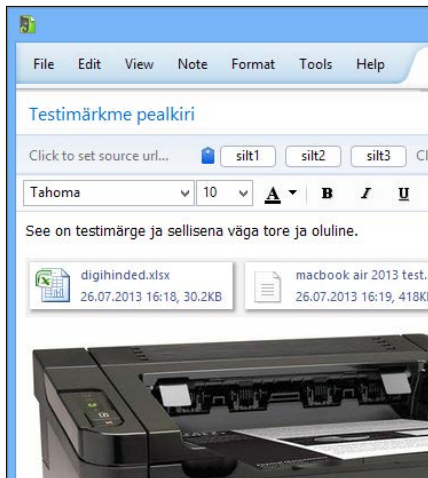 File Edit View Note Format Tools Help
Testimärkme pealkiri
Click to set source url... silt1 silt2 silt3
Tahoma 10 A B I U
See on testimärge ja sellisena väga tore ja oluline.
digihinded.xlsx macbook air 2013 test.
26.07.2013 16:18, 30.2KB 26.07.2013 16:19, 418K